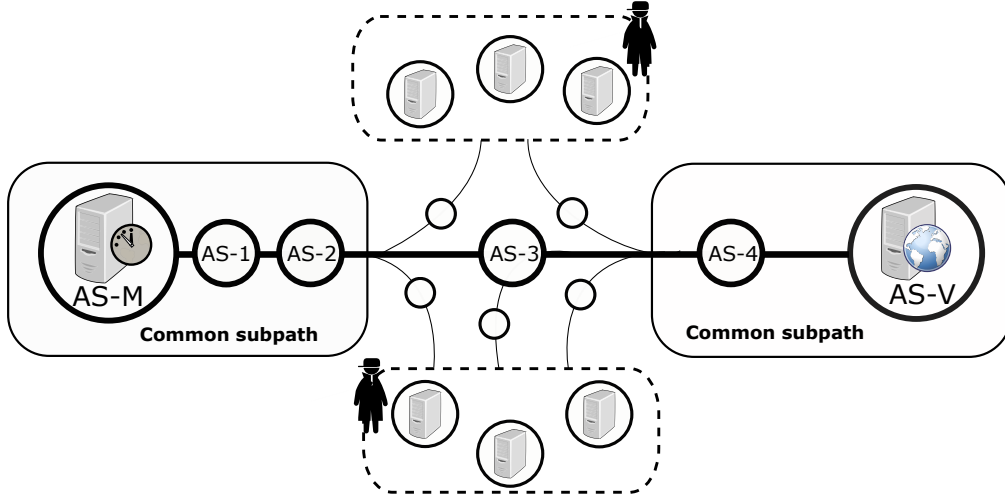 AS-1
AS-2
AS-3
AS-4
AS-M
AS-V
Common subpath
Common subpath